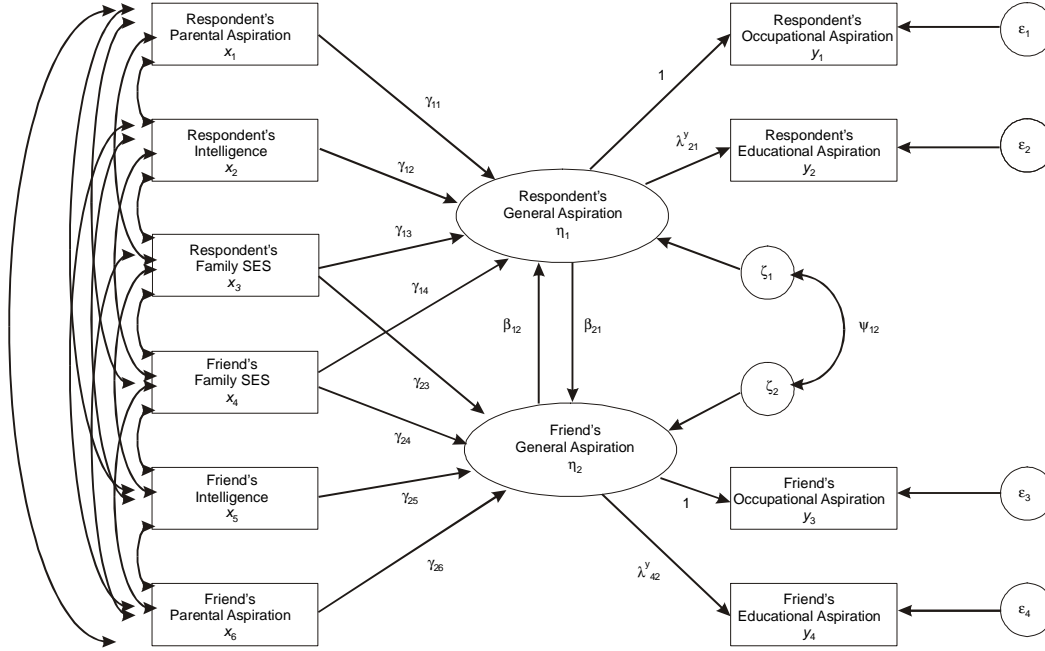 Respondent's
Parental Aspiration
x₁
Respondent's
Intelligence
x₂
Respondent's
Family SES
x₃
Friend's
Family SES
x₄
Friend's
Intelligence
x₅
Friend's
Parental Aspiration
x₆
γ₁₁
γ₁₂
γ₁₃
γ₁₄
γ₂₃
γ₂₄
γ₂₅
γ₂₆
Respondent's
General Aspiration
η₁
β₁₂
β₂₁
Friend's
General Aspiration
η₂
1
λʸ₂₁
ζ₁
ψ₁₂
ζ₂
1
λʸ₄₂
Respondent's
Occupational Aspiration
y₁
Respondent's
Educational Aspiration
y₂
Friend's
Occupational Aspiration
y₃
Friend's
Educational Aspiration
y₄
ε₁
ε₂
ε₃
ε₄